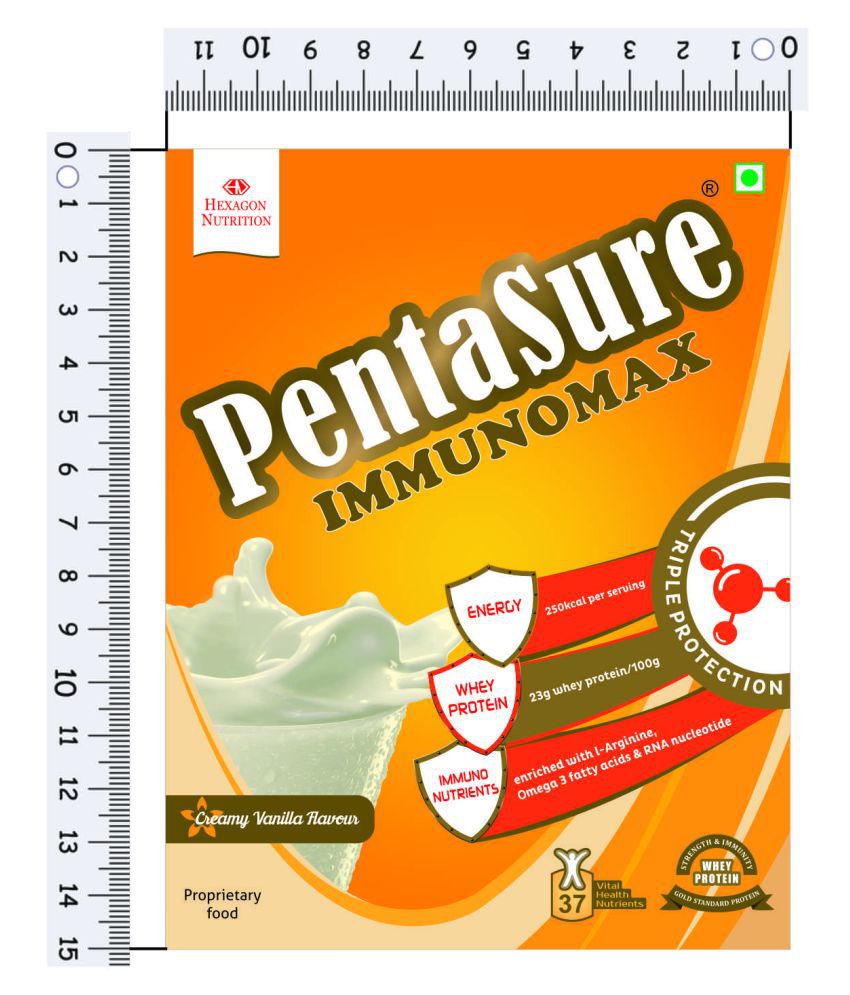 11 10 9 8 7 6 5 4 3 2 1 0
0
1
2
3
4
5
6
7
8
9
10
11
12
13
14
15
HEXAGON
NUTRITION
®
PentaSure
IMMUNOMAX
TRIPLE PROTECTION
ENERGY
250kcal per serving
WHEY
PROTEIN
23g whey protein/100g
IMMUNO
NUTRIENTS
enriched with l-Arginine,
Omega 3 fatty acids & RNA nucleotide
Creamy Vanilla Flavour
Proprietary
food
37
Vital
Health
Nutrients
STRENGTH & IMMUNITY
WHEY
PROTEIN
GOLD STANDARD PROTEIN